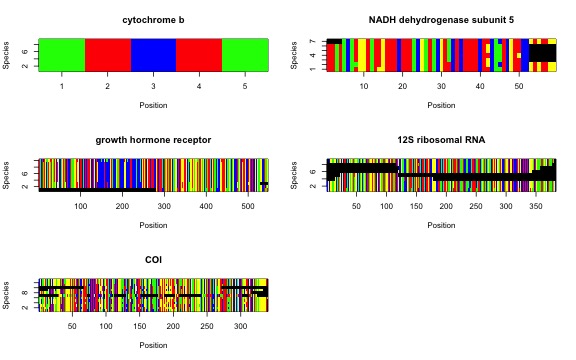 cytochrome b
Species
2 6
1 2 3 4 5
Position
NADH dehydrogenase subunit 5
Species
1 4 7
10 20 30 40 50
Position
growth hormone receptor
Species
2 6
100 200 300 400 500
Position
12S ribosomal RNA
Species
2 6
50 100 150 200 250 300 350
Position
COI
Species
2 8
50 100 150 200 250 300
Position